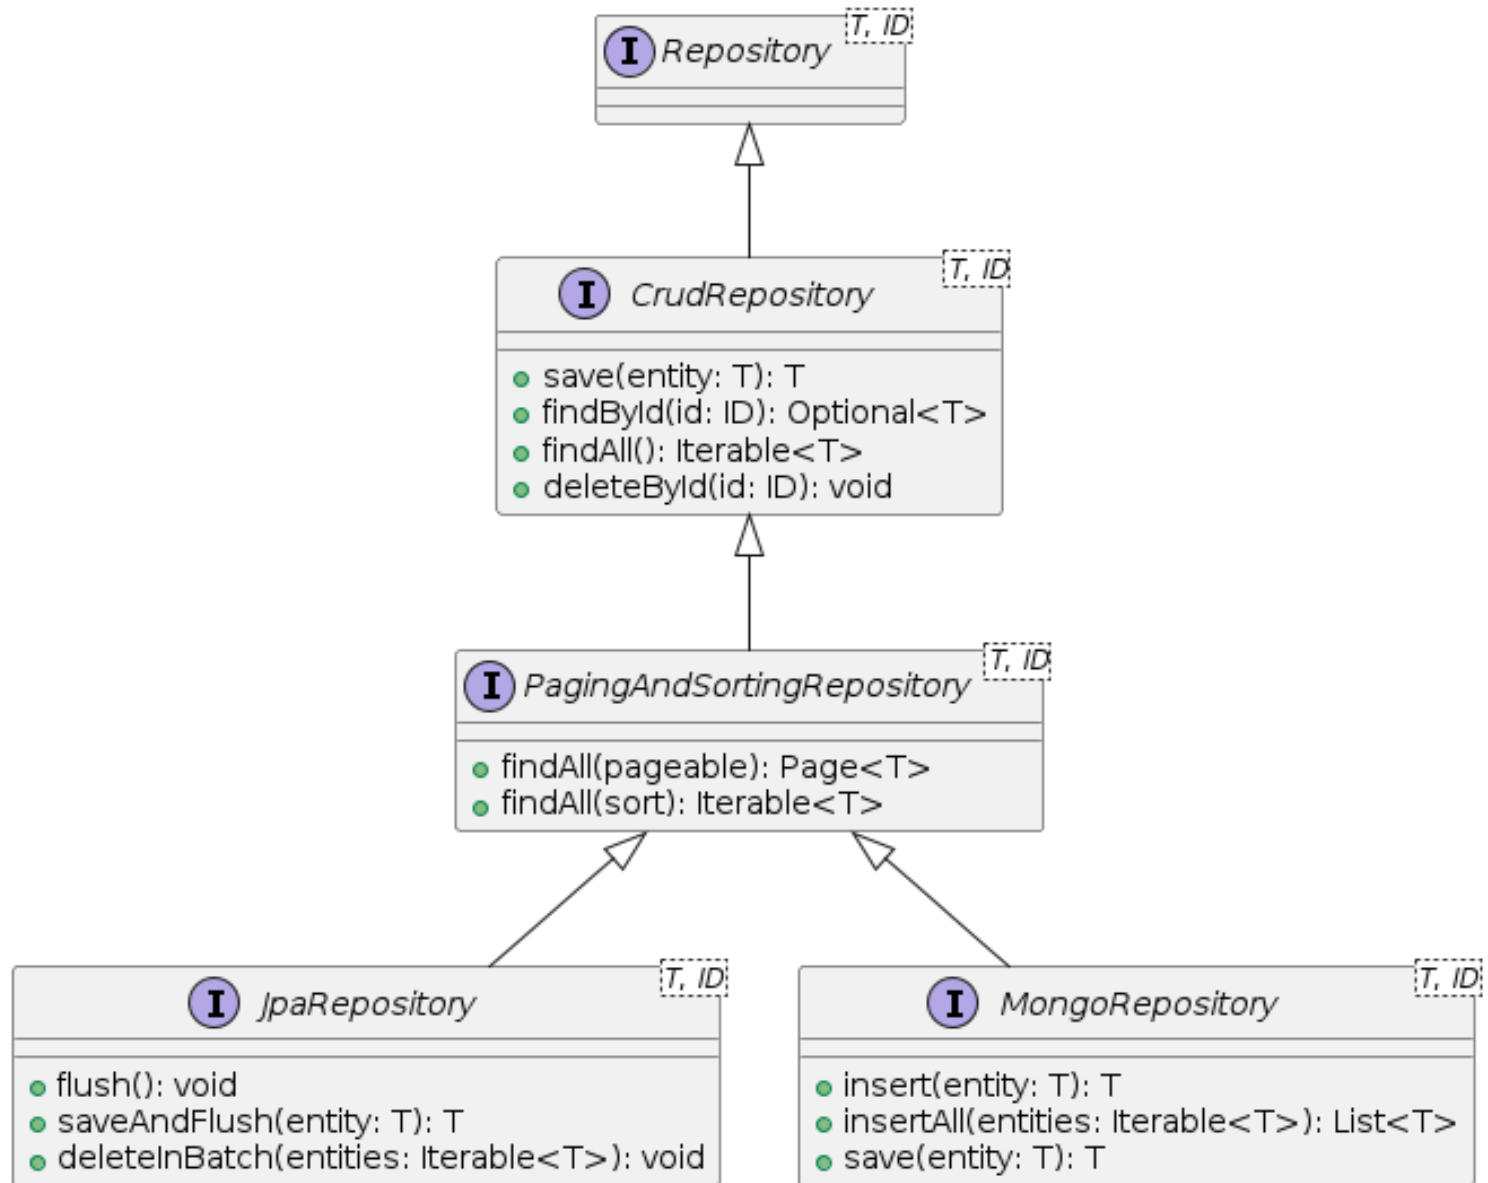 T, ID
I Repository
T, ID
I CrudRepository
save(entity: T): T
findById(id: ID): Optional<T>
findAll(): Iterable<T>
deleteById(id: ID): void
T, ID
I PagingAndSortingRepository
findAll(pageable): Page<T>
findAll(sort): Iterable<T>
T, ID
I JpaRepository
flush(): void
saveAndFlush(entity: T): T
deleteInBatch(entities: Iterable<T>): void
T, ID
I MongoRepository
insert(entity: T): T
insertAll(entities: Iterable<T>): List<T>
save(entity: T): T